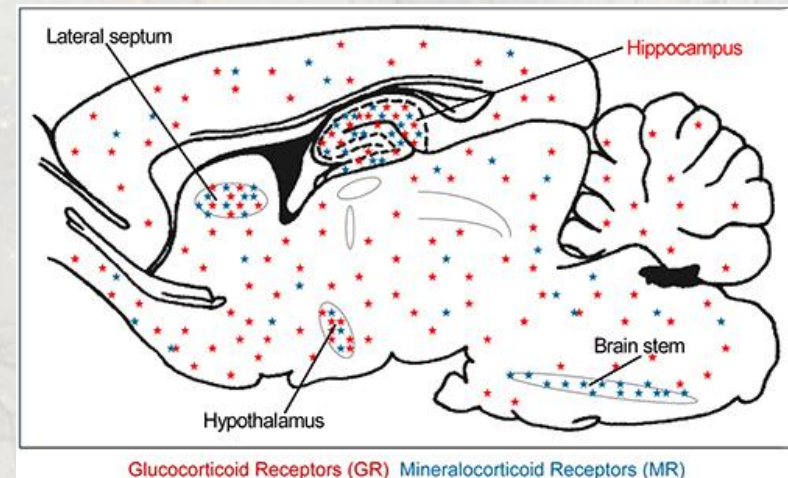 Lateral septum
Hippocampus
Brain stem
Hypothalamus
Glucocorticoid Receptors (GR) Mineralocorticoid Receptors (MR)